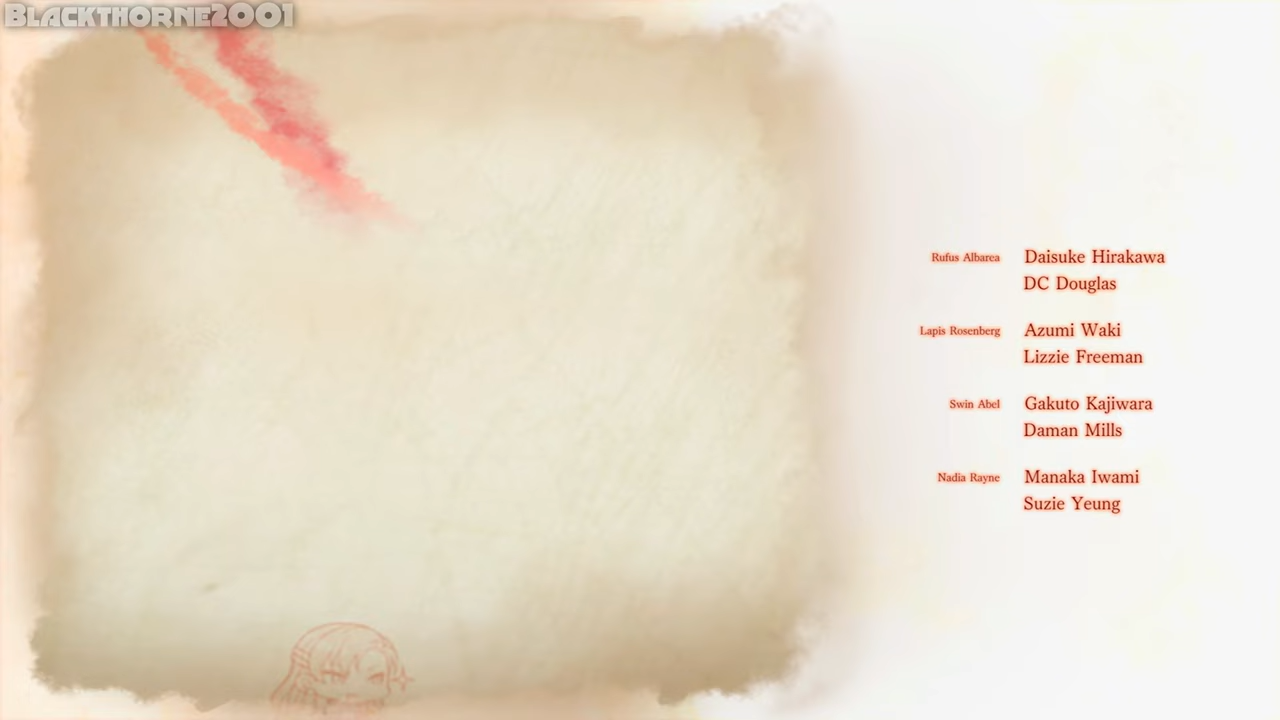 Blackthorne2001
Rufus Albarea Daisuke Hirakawa
DC Douglas
Lapis Rosenberg Azumi Waki
Lizzie Freeman
Swin Abel Gakuto Kajiwara
Daman Mills
Nadia Rayne Manaka Iwami
Suzie Yeung